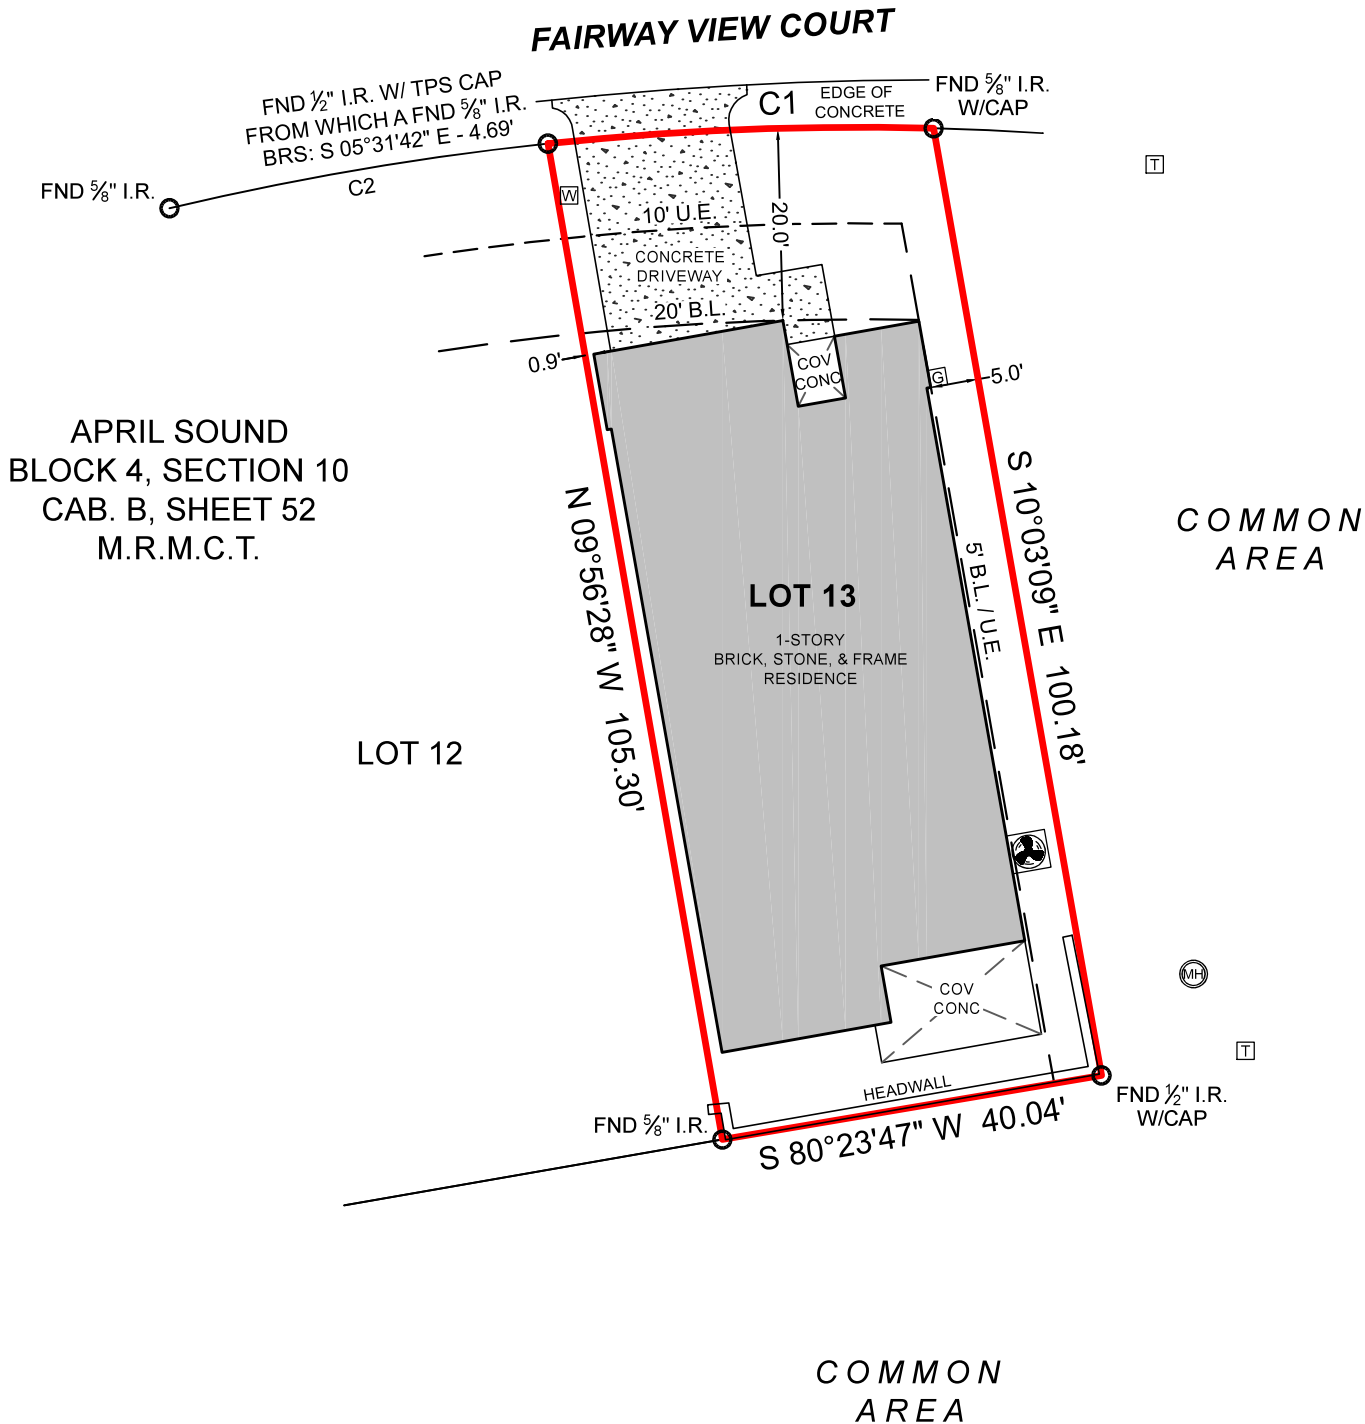 FAIRWAY VIEW COURT
FND ½" I.R. W/ TPS CAP
FROM WHICH A FND ⅝" I.R.
BRS: S 05°31'42" E - 4.69'
C1
EDGE OF
CONCRETE
FND ⅝" I.R.
W/CAP
FND ⅝" I.R.
C2
W
T
10' U.E.
20.0'
CONCRETE
DRIVEWAY
20' B.L.
0.9'
COV
CONC
G
5.0'
APRIL SOUND
BLOCK 4, SECTION 10
CAB. B, SHEET 52
M.R.M.C.T.
N 09°56'28" W 105.30'
S 10°03'09" E 100.18'
5' B.L. / U.E.
COMMON
AREA
LOT 13
1-STORY
BRICK, STONE, & FRAME
RESIDENCE
LOT 12
COV
CONC
MH
T
HEADWALL
FND ⅝" I.R.
FND ½" I.R.
W/CAP
S 80°23'47" W 40.04'
COMMON
AREA